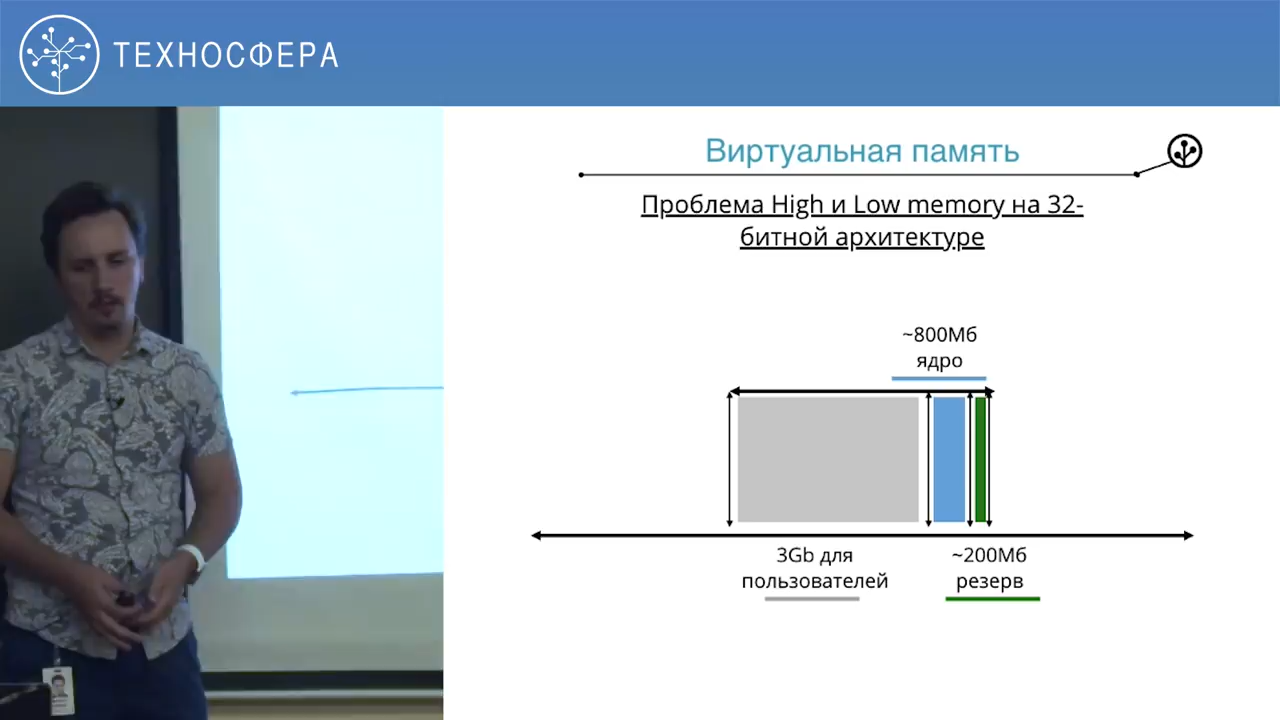 ТЕХНОСФЕРА
Виртуальная память
Проблема High и Low memory на 32-
битной архитектуре
~800Мб
ядро
3Gb для
пользователей
~200Мб
резерв